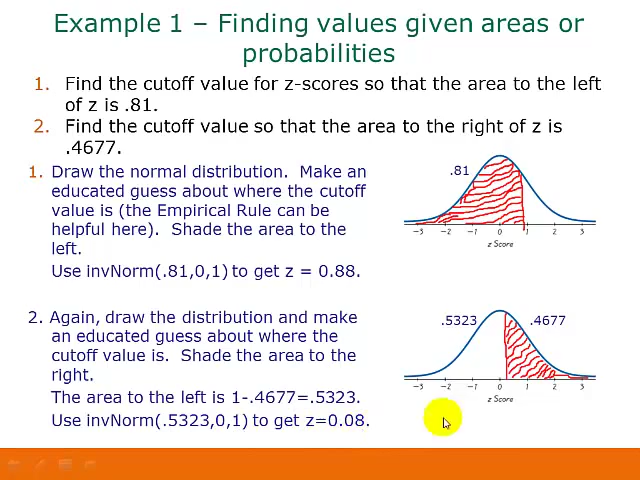 Example 1 – Finding values given areas or
probabilities
1. Find the cutoff value for z-scores so that the area to the left
of z is .81.
2. Find the cutoff value so that the area to the right of z is
.4677.
1. Draw the normal distribution. Make an
educated guess about where the cutoff
value is (the Empirical Rule can be
helpful here). Shade the area to the
left.
Use invNorm(.81,0,1) to get z = 0.88.
.81
-3 -2 -1 0 1 2 3
z Score
2. Again, draw the distribution and make
an educated guess about where the
cutoff value is. Shade the area to the
right.
The area to the left is 1-.4677=.5323.
Use invNorm(.5323,0,1) to get z=0.08.
.5323 .4677
-3 -2 -1 0 1 2 3
z Score